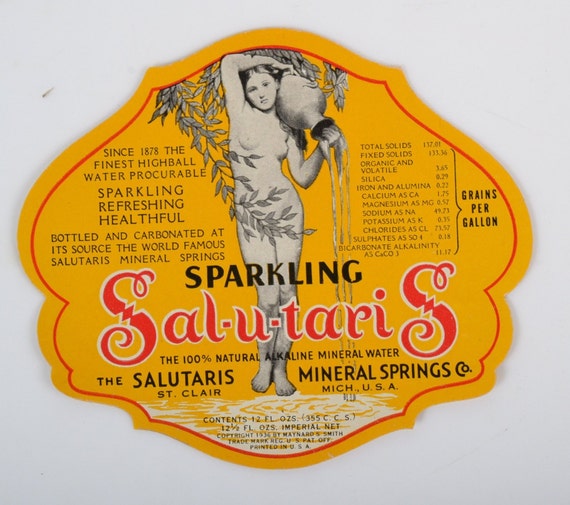 SINCE 1878 THE
FINEST HIGHBALL
WATER PROCURABLE
SPARKLING
REFRESHING
HEALTHFUL
BOTTLED AND CARBONATED AT
ITS SOURCE THE WORLD FAMOUS
SALUTARIS MINERAL SPRINGS
TOTAL SOLIDS 137.01
FIXED SOLIDS 133.36
ORGANIC AND
VOLATILE 3.65
SILICA 0.29
IRON AND ALUMINA 0.22
CALCIUM AS CA 1.75
MAGNESIUM AS MG 0.57
SODIUM AS NA 49.73
POTASSIUM AS K 0.35
CHLORIDES AS CL 73.57
SULPHATES AS SO 4 0.18
BICARBONATE ALKALINITY
AS CaCO 3 11.17
GRAINS
PER
GALLON
SPARKLING
Sal-u-tariS
THE 100% NATURAL ALKALINE MINERAL WATER
THE SALUTARIS MINERAL SPRINGS Co.
ST. CLAIR MICH., U.S.A.
CONTENTS 12 FL. OZS. (355 C.C.S.)
12½ FL. OZS. IMPERIAL NET
COPYRIGHT 1936 BY MAYNARD S. SMITH
TRADE MARK REG. U.S. PAT. OFF.
PRINTED IN U.S.A.